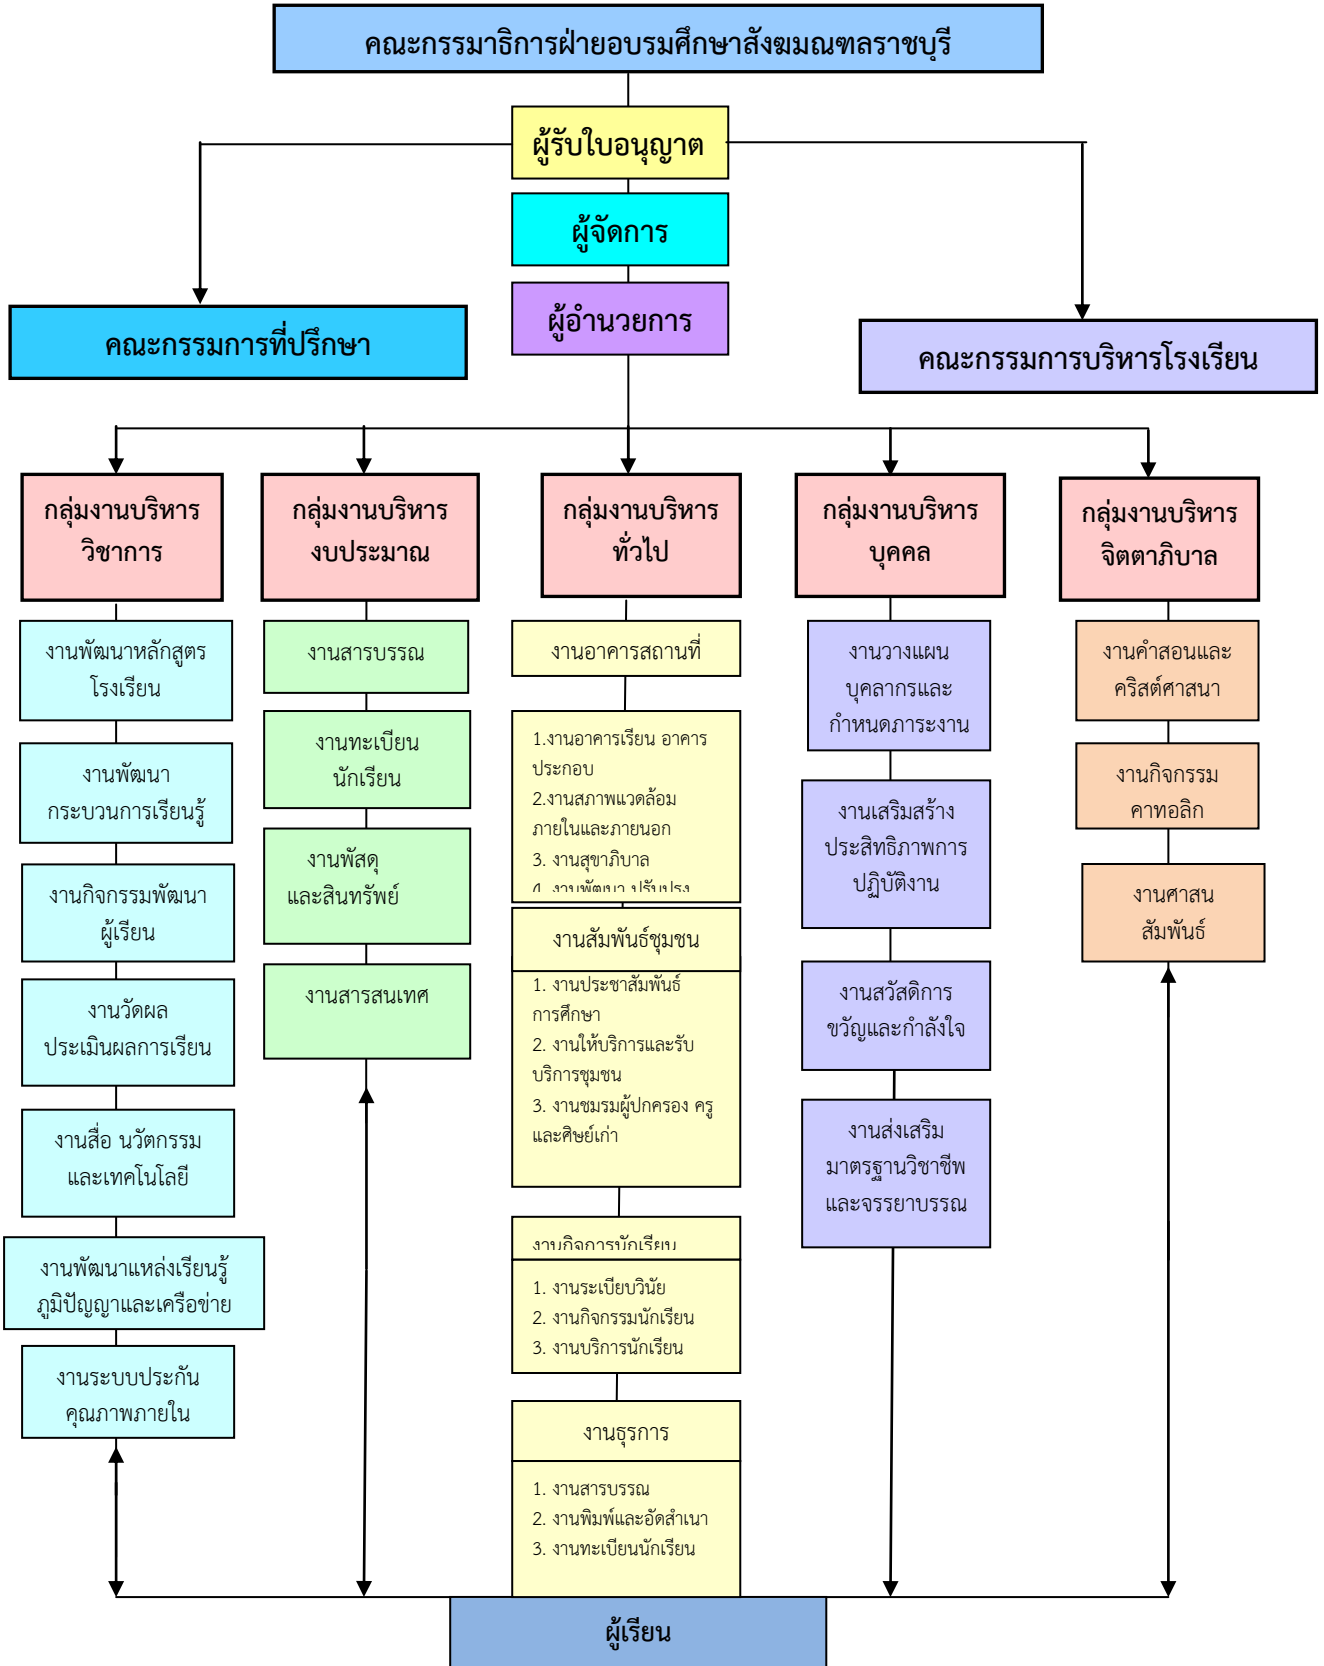 คณะกรรมาธิการฝ่ายอบรมศึกษาสังฆมณฑลราชบุรี
ผู้รับใบอนุญาต
ผู้จัดการ
ผู้อำนวยการ
คณะกรรมการที่ปรึกษา
คณะกรรมการบริหารโรงเรียน
กลุ่มงานบริหาร
วิชาการ
งานพัฒนาหลักสูตร
โรงเรียน
งานพัฒนา
กระบวนการเรียนรู้
งานกิจกรรมพัฒนา
ผู้เรียน
งานวัดผล
ประเมินผลการเรียน
งานสื่อ นวัตกรรม
และเทคโนโลยี
งานพัฒนาแหล่งเรียนรู้
ภูมิปัญญาและเครือข่าย
งานระบบประกัน
คุณภาพภายใน
กลุ่มงานบริหาร
งบประมาณ
งานสารบรรณ
งานทะเบียน
นักเรียน
งานพัสดุ
และสินทรัพย์
งานสารสนเทศ
กลุ่มงานบริหาร
ทั่วไป
งานอาคารสถานที่
1.งานอาคารเรียน อาคาร
ประกอบ
2.งานสภาพแวดล้อม
ภายในและภายนอก
3. งานสุขาภิบาล
4. งานพัฒนา ปรับปรุง
งานสัมพันธ์ชุมชน
1. งานประชาสัมพันธ์
การศึกษา
2. งานให้บริการและรับ
บริการชุมชน
3. งานชมรมผู้ปกครอง ครู
และศิษย์เก่า
งานกิจการนักเรียน
1. งานระเบียบวินัย
2. งานกิจกรรมนักเรียน
3. งานบริการนักเรียน
งานธุรการ
1. งานสารบรรณ
2. งานพิมพ์และอัดสำเนา
3. งานทะเบียนนักเรียน
กลุ่มงานบริหาร
บุคคล
งานวางแผน
บุคลากรและ
กำหนดภาระงาน
งานเสริมสร้าง
ประสิทธิภาพการ
ปฏิบัติงาน
งานสวัสดิการ
ขวัญและกำลังใจ
งานส่งเสริม
มาตรฐานวิชาชีพ
และจรรยาบรรณ
กลุ่มงานบริหาร
จิตตาภิบาล
งานคำสอนและ
คริสต์ศาสนา
งานกิจกรรม
คาทอลิก
งานศาสน
สัมพันธ์
ผู้เรียน